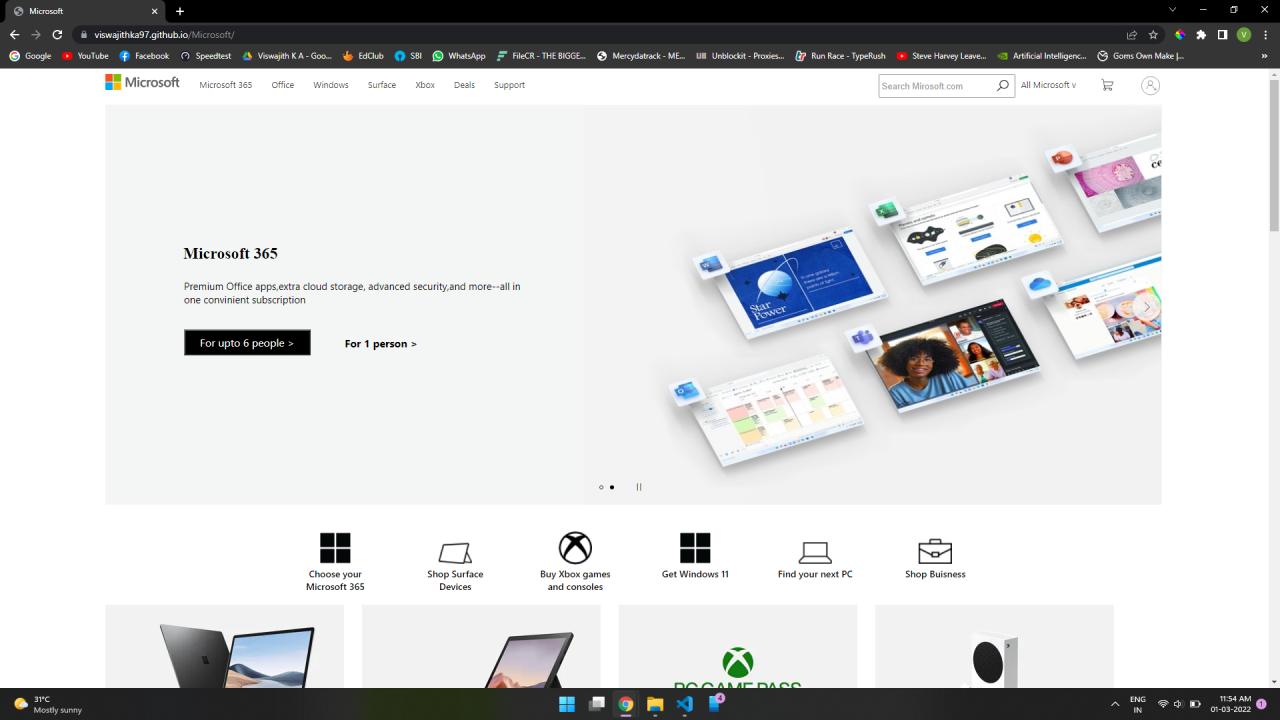 Microsoft
viswajithka97.github.io/Microsoft/
V
Google
YouTube
Facebook
Speedtest
Viswajith K A - Goo...
EdClub
SBI
WhatsApp
FileCR - THE BIGGE...
Mercydatrack - ME...
Unblockit - Proxies...
Run Race - TypeRush
Steve Harvey Leave...
Artificial Intelligenc...
Goms Own Make J...
»
Microsoft
Microsoft 365
Office
Windows
Surface
Xbox
Deals
Support
Search Mirosoft.com
All Microsoft v
Microsoft 365
Premium Office apps,extra cloud storage, advanced security,and more--all in
one convinient subscription
For upto 6 people >
For 1 person >
Star
Power
Choose your
Microsoft 365
Shop Surface
Devices
Buy Xbox games
and consoles
Get Windows 11
Find your next PC
Shop Buisness
PC GAME PASS
31°C
Mostly sunny
4
ENG
IN
11:54 AM
01-03-2022
1